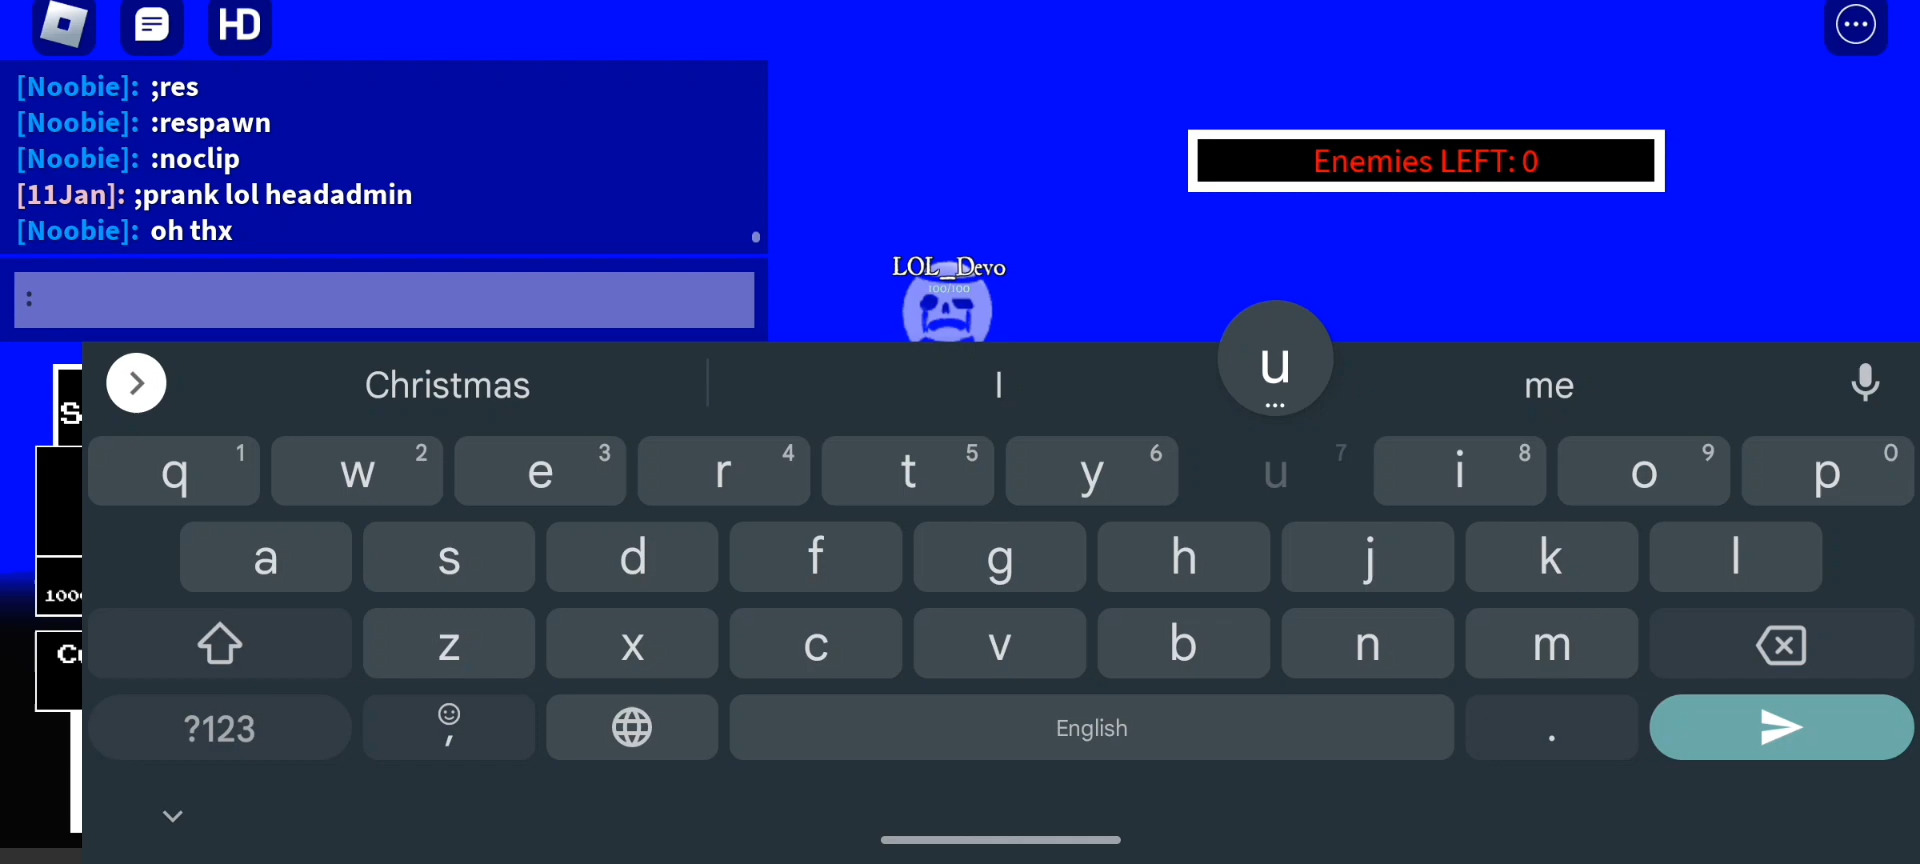 HD
[Noobie]: ;res
[Noobie]: :respawn
[Noobie]: :noclip
[11Jan]: ;prank lol headadmin
[Noobie]: oh thx
:
Enemies LEFT: 0
LOL__Devo
100/100
Christmas I me
u
...
q 1 w 2 e 3 r 4 t 5 y 6 u 7 i 8 o 9 p 0
a s d f g h j k l
z x c v b n m
?123 , English .